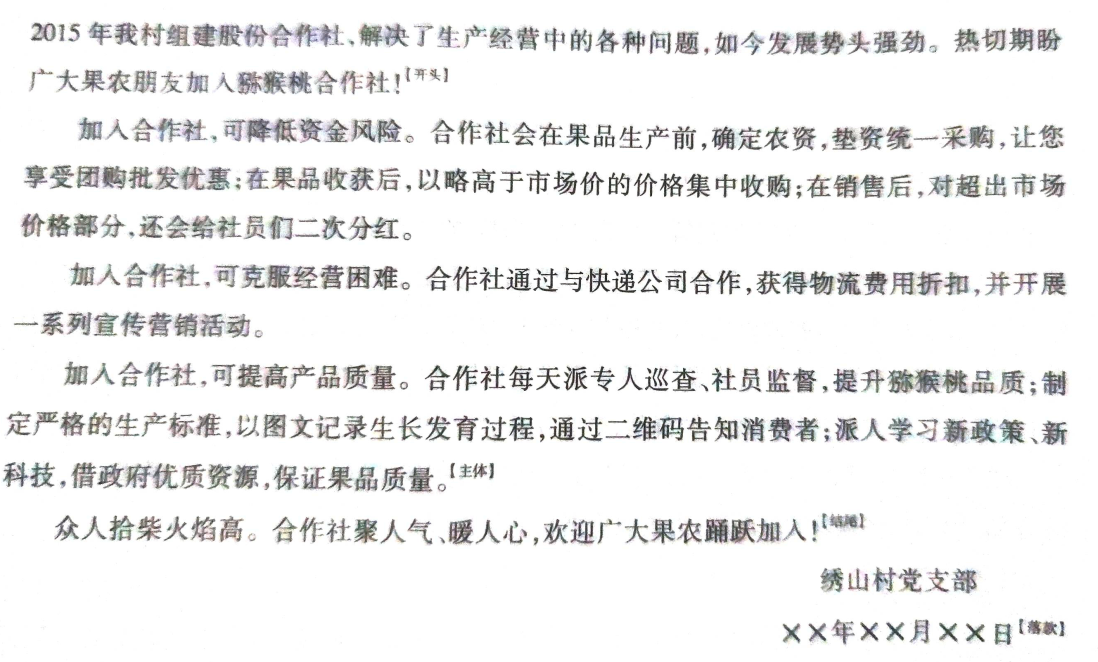 2015年我村组建股份合作社、解决了生产经营中的各种问题,如今发展势头强劲。热切期盼
广大果农朋友加入猕猴桃合作社!【开头】
加入合作社,可降低资金风险。合作社会在果品生产前,确定农资,垫资统一采购,让您
享受团购批发优惠;在果品收获后,以略高于市场价的价格集中收购;在销售后,对超出市场
价格部分,还会给社员们二次分红。
加入合作社,可克服经营困难。合作社通过与快递公司合作,获得物流费用折扣,并开展
一系列宣传营销活动。
加入合作社,可提高产品质量。合作社每天派专人巡查、社员监督,提升猕猴桃品质;制
定严格的生产标准,以图文记录生长发育过程,通过二维码告知消费者;派人学习新政策、新
科技,借政府优质资源,保证果品质量。【主体】
众人拾柴火焰高。合作社聚人气、暖人心,欢迎广大果农踊跃加入!【结尾】
绣山村党支部
××年××月××日【落款】